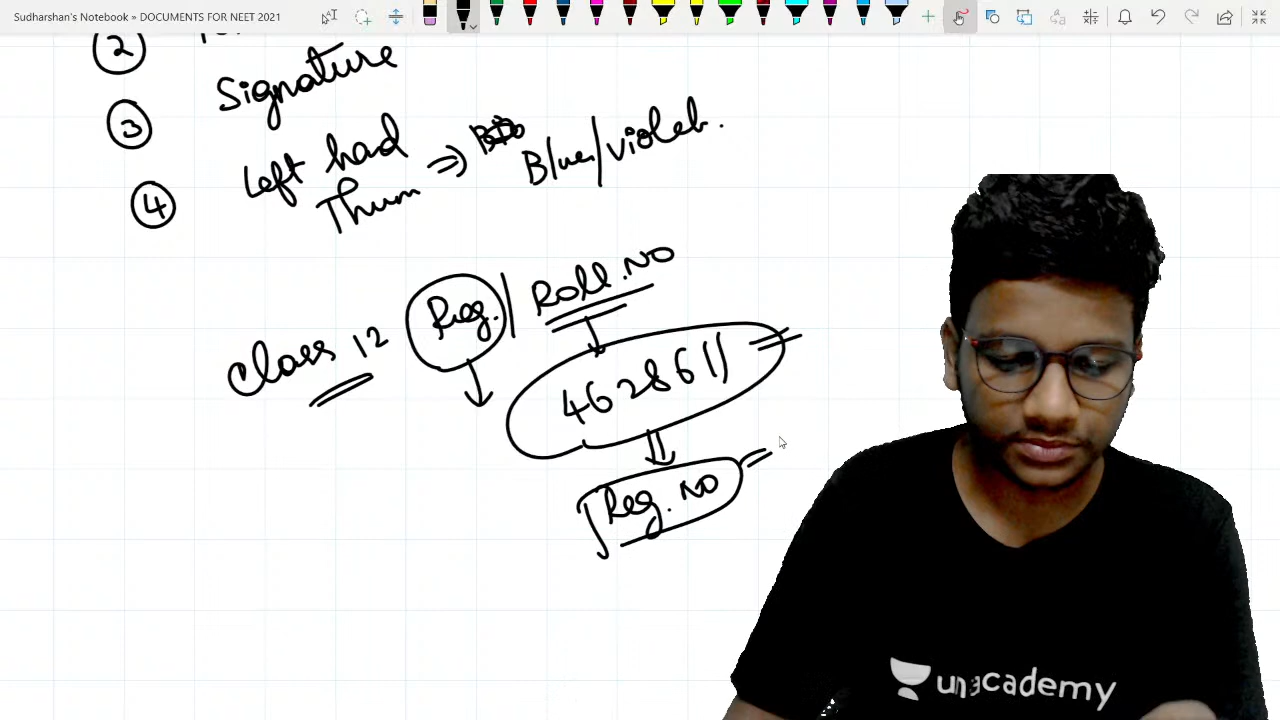 Sudharshan's Notebook » DOCUMENTS FOR NEET 2021
2
3 Signature
4 Left had Thum ⇒ Blue/violet.
class 12 Reg. | Roll.No
4628611
Reg. No
unacademy